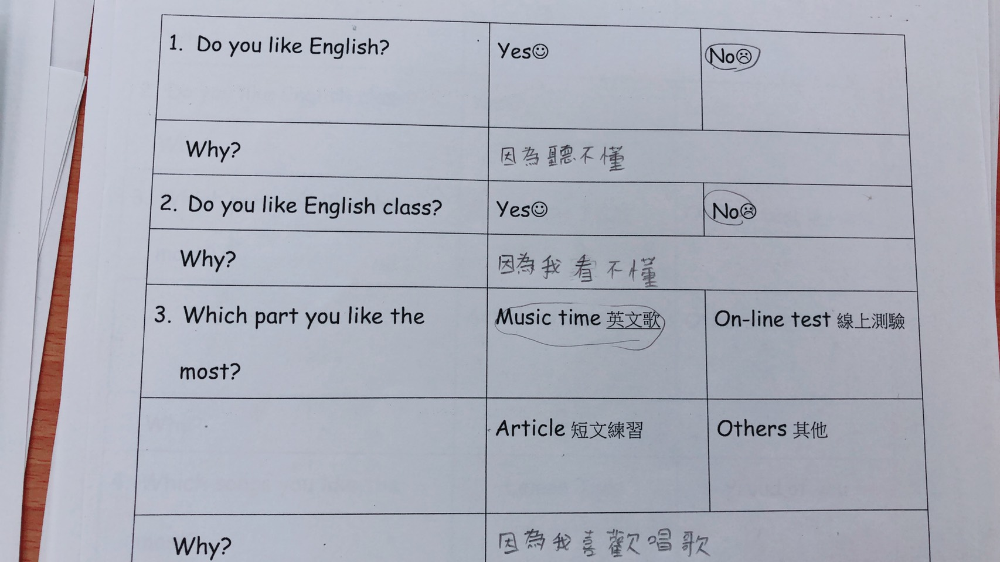 1. Do you like English? Yes☺ No☹
Why? 因為聽不懂
2. Do you like English class? Yes☺ No☹
Why? 因為我看不懂
3. Which part you like the Music time 英文歌 On-line test 線上測驗
most?
Article 短文練習 Others 其他
Why? 因為我喜歡唱歌